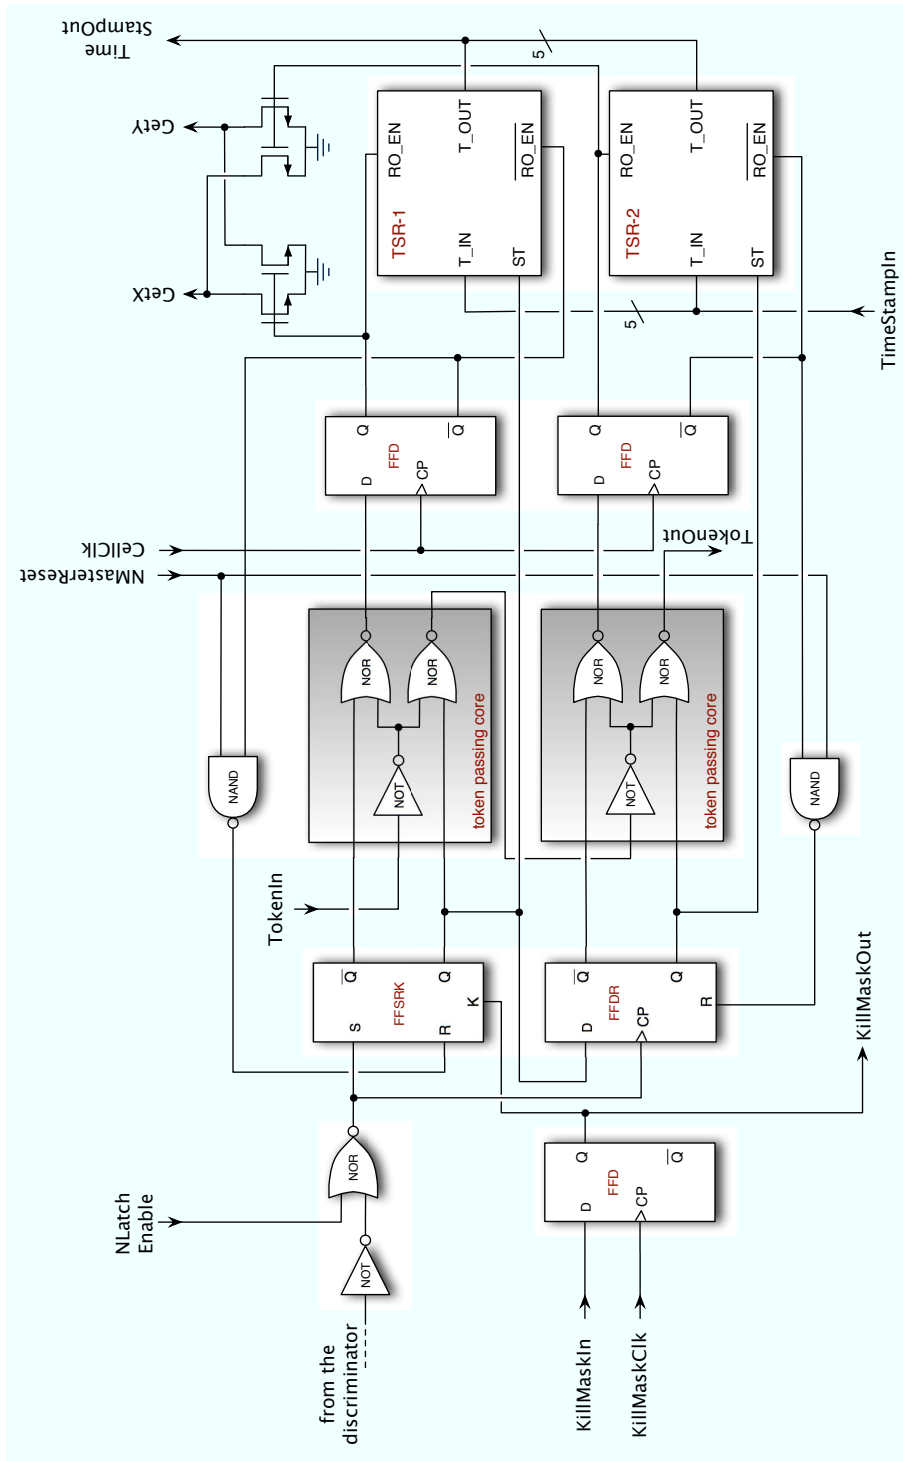 Time
StampOut
5
GetY
GetX
RO_EN
T_OUT
TSR-1
T_IN
RO_EN
ST
RO_EN
T_OUT
TSR-2
T_IN
RO_EN
ST
5
TimeStampIn
Q
FFD
Q
D
CP
Q
FFD
Q
D
CP
CellClk
NMasterReset
TokenOut
NOR
NOR
NOT
token passing core
NOR
NOR
NOT
token passing core
NAND
NAND
TokenIn
Q
Q
FFSRK
K
S
R
Q
Q
FFDR
R
D
CP
KillMaskOut
NOR
NLatch
Enable
NOT
from the
discriminator
Q
Q
FFD
D
CP
KillMaskIn
KillMaskClk